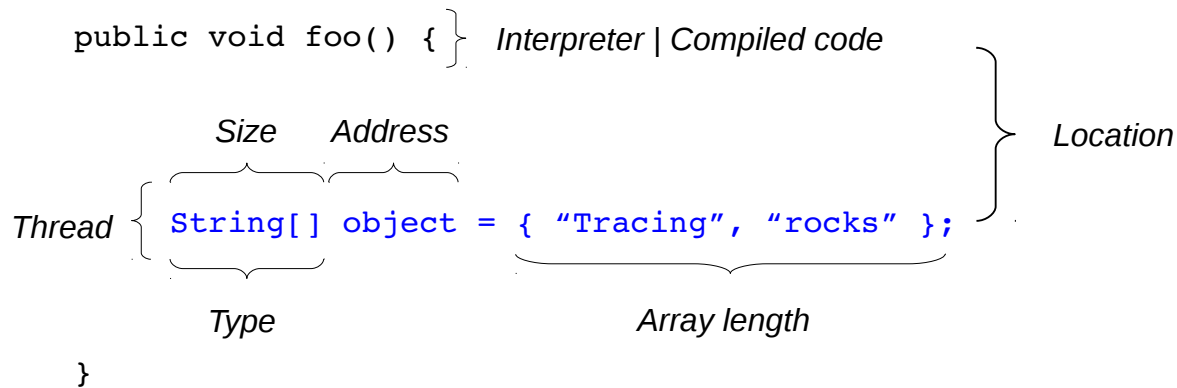 public void foo() { Interpreter | Compiled code
Size Address
Location
Thread String[] object = { “Tracing”, “rocks” };
Type Array length
}